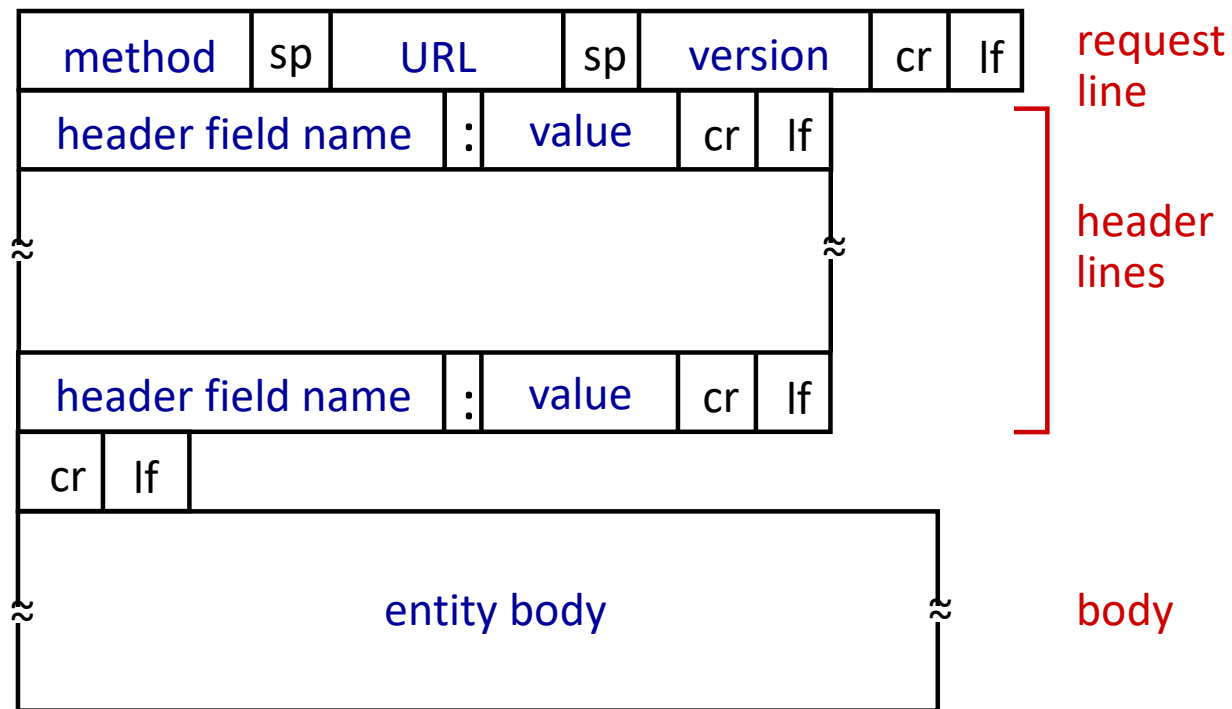 method sp URL sp version cr lf request
line
header field name : value cr lf
header
lines
header field name : value cr lf
cr lf
entity body body